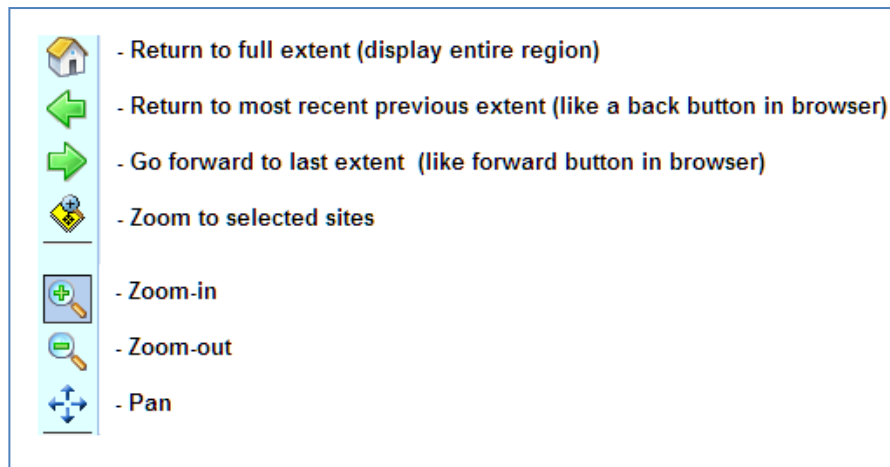 - Return to full extent (display entire region)
- Return to most recent previous extent (like a back button in browser)
- Go forward to last extent (like forward button in browser)
- Zoom to selected sites
- Zoom-in
- Zoom-out
- Pan